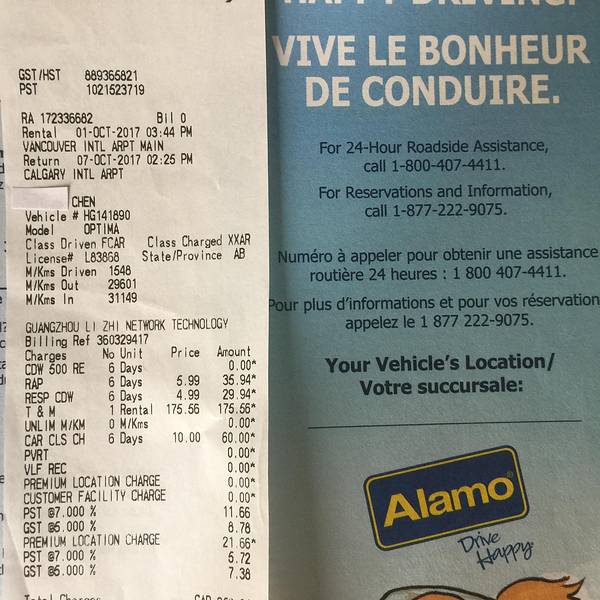 GST/HST 889365821
PST 1021523719
RA 172336682 Bil 0
Rental 01-OCT-2017 03:44 PM
VANCOUVER INTL ARPT MAIN
Return 07-OCT-2017 02:25 PM
CALGARY INTL ARPT
CHEN
Vehicle # HG141890
Model OPTIMA
Class Driven FCAR Class Charged XXAR
License# L83868 State/Province AB
M/Kms Driven 1548
M/Kms Out 29601
M/Kms In 31149
GUANGZHOU LI ZHI NETWORK TECHNOLOGY
Billing Ref 360329417
Charges No Unit Price Amount
CDW 500 RE 6 Days 0.00*
RAP 6 Days 5.99 35.94*
RESP CDW 6 Days 4.99 29.94*
T & M 1 Rental 175.56 175.56*
UNLIM M/KM 0 M/Kms 0.00*
CAR CLS CH 6 Days 10.00 60.00*
PVRT 0.00*
VLF REC 0.00*
PREMIUM LOCATION CHARGE 0.00*
CUSTOMER FACILITY CHARGE 0.00*
PST @7.000 % 11.66
GST @5.000 % 8.78
PREMIUM LOCATION CHARGE 21.66*
PST @7.000 % 5.72
GST @5.000 % 7.38
Total Charges
HAPPY DRIVING.
VIVE LE BONHEUR
DE CONDUIRE.
For 24-Hour Roadside Assistance,
call 1-800-407-4411.
For Reservations and Information,
call 1-877-222-9075.
Numéro à appeler pour obtenir une assistance
routière 24 heures : 1 800 407-4411.
Pour plus d'informations et pour vos réservation
appelez le 1 877 222-9075.
Your Vehicle's Location/
Votre succursale:
Alamo®
Drive
Happy®